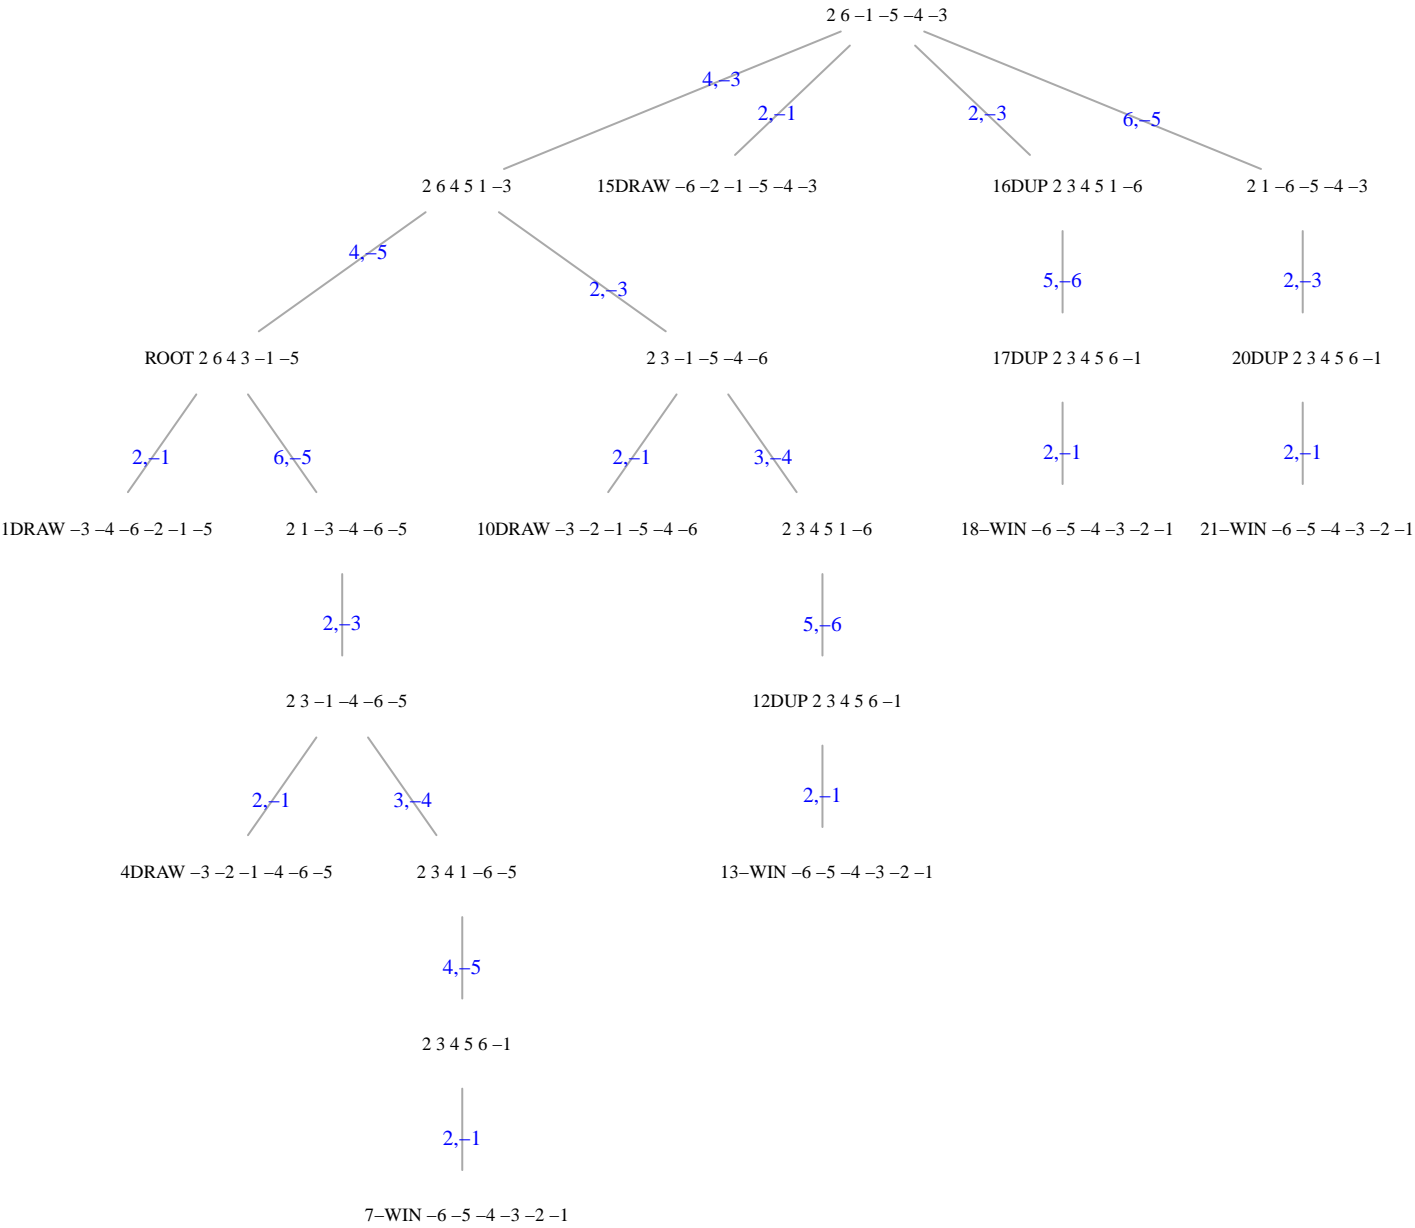 2 6 –1 –5 –4 –3
4,–3
2,–1
2,–3
6,–5
2 6 4 5 1 –3
15DRAW –6 –2 –1 –5 –4 –3
16DUP 2 3 4 5 1 –6
2 1 –6 –5 –4 –3
4,–5
2,–3
5,–6
2,–3
ROOT 2 6 4 3 –1 –5
2 3 –1 –5 –4 –6
17DUP 2 3 4 5 6 –1
20DUP 2 3 4 5 6 –1
2,–1
6,–5
2,–1
3,–4
2,–1
2,–1
1DRAW –3 –4 –6 –2 –1 –5
2 1 –3 –4 –6 –5
10DRAW –3 –2 –1 –5 –4 –6
2 3 4 5 1 –6
18–WIN –6 –5 –4 –3 –2 –1
21–WIN –6 –5 –4 –3 –2 –1
2,–3
5,–6
2 3 –1 –4 –6 –5
12DUP 2 3 4 5 6 –1
2,–1
3,–4
2,–1
4DRAW –3 –2 –1 –4 –6 –5
2 3 4 1 –6 –5
13–WIN –6 –5 –4 –3 –2 –1
4,–5
2 3 4 5 6 –1
2,–1
7–WIN –6 –5 –4 –3 –2 –1